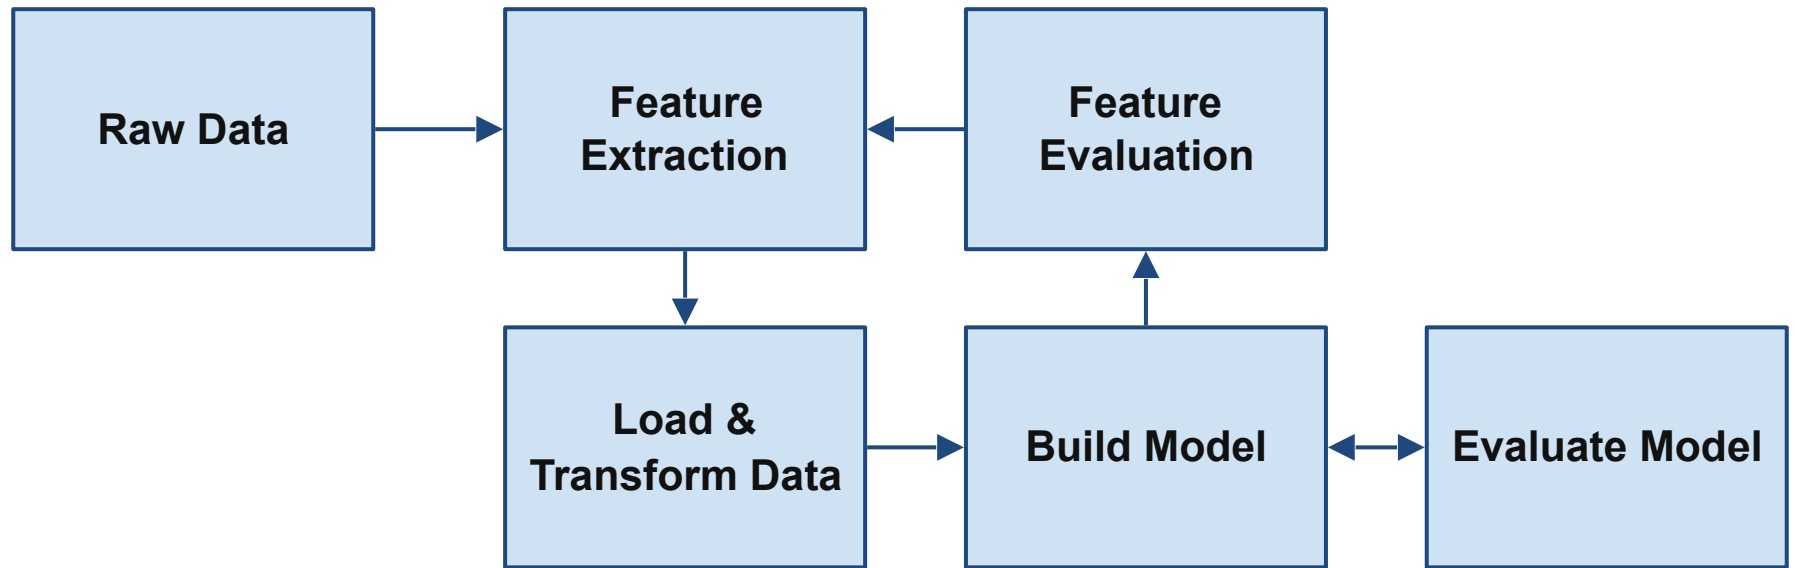 Raw Data
Feature
Extraction
Feature
Evaluation
Load &
Transform Data
Build Model
Evaluate Model